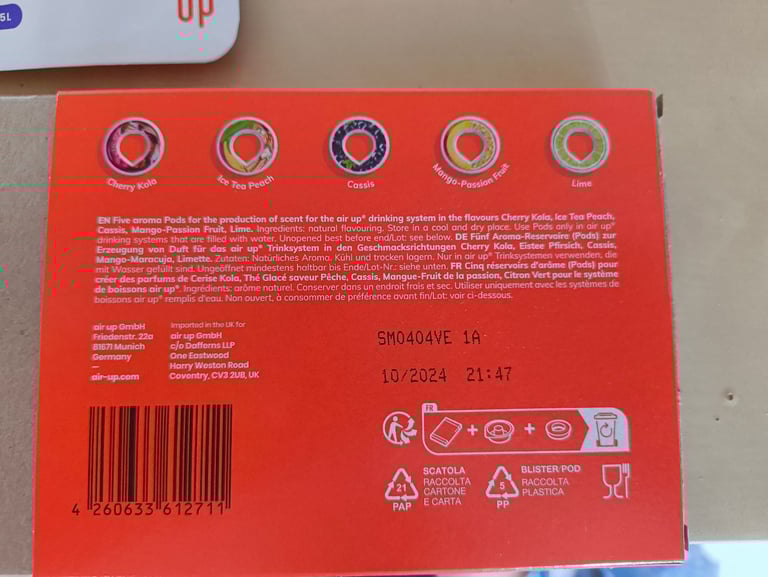 5L
up
Cherry Kola
Ice Tea Peach
Cassis
Mango-Passion Fruit
Lime
EN Five aroma Pods for the production of scent for the air up® drinking system in the flavours Cherry Kola, Ice Tea Peach,
Cassis, Mango-Passion Fruit, Lime. Ingredients: natural flavouring. Store in a cool and dry place. Use Pods only in air up®
drinking systems that are filled with water. Unopened best before end/Lot: see below. DE Fünf Aroma-Reservoire (Pods) zur
Erzeugung von Duft für das air up® Trinksystem in den Geschmacksrichtungen Cherry Kola, Eistee Pfirsich, Cassis,
Mango-Maracuja, Limette. Zutaten: Natürliches Aroma. Kühl und trocken lagern. Nur in air up® Trinksystemen verwenden, die
mit Wasser gefüllt sind. Ungeöffnet mindestens haltbar bis Ende/Lot-Nr.: siehe unten. FR Cinq réservoirs d'arôme (Pods) pour
créer des parfums de Cerise Kola, Thé Glacé saveur Pêche, Cassis, Mangue-Fruit de la passion, Citron Vert pour le système
de boissons air up®. Ingrédients: arôme naturel. Conserver dans un endroit frais et sec. Utiliser uniquement avec les systèmes de
boissons air up® remplis d'eau. Non ouvert, à consommer de préférence avant fin/Lot: voir ci-dessous.
air up GmbH
Friedenstr. 22a
81671 Munich
Germany
—
air-up.com
Imported in the UK for
air up GmbH
c/o Dafferns LLP
One Eastwood
Harry Weston Road
Coventry, CV3 2UB, UK
SM0404VE 1A
10/2024 21:47
FR
+ +
21
PAP
SCATOLA
RACCOLTA
CARTONE
E CARTA
5
PP
BLISTER/POD
RACCOLTA
PLASTICA
4 260633 612711